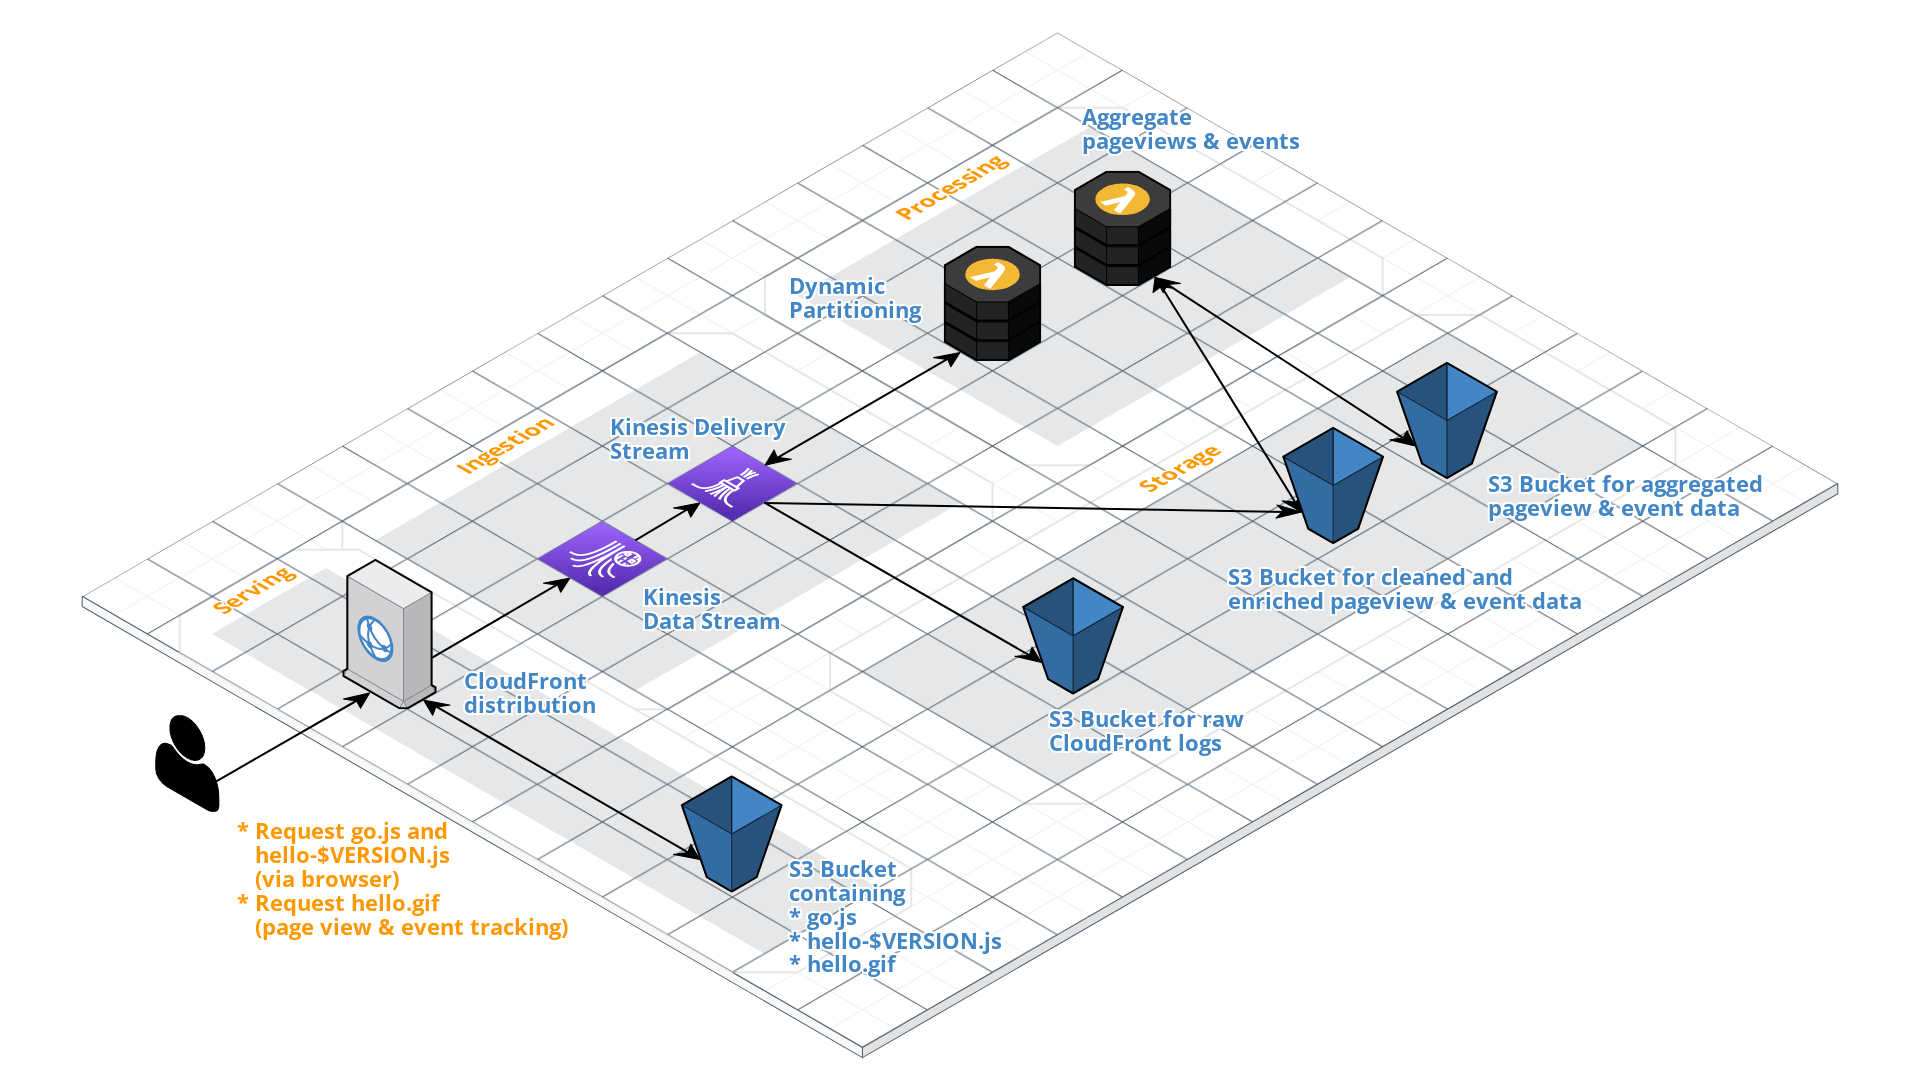 Aggregate
pageviews & events
Processing
Dynamic
Partitioning
Kinesis Delivery
Stream
Ingestion
Storage
S3 Bucket for aggregated
pageview & event data
S3 Bucket for cleaned and
enriched pageview & event data
Kinesis
Data Stream
Serving
CloudFront
distribution
S3 Bucket for raw
CloudFront logs
* Request go.js and
hello-$VERSION.js
(via browser)
* Request hello.gif
(page view & event tracking)
S3 Bucket
containing
* go.js
* hello-$VERSION.js
* hello.gif